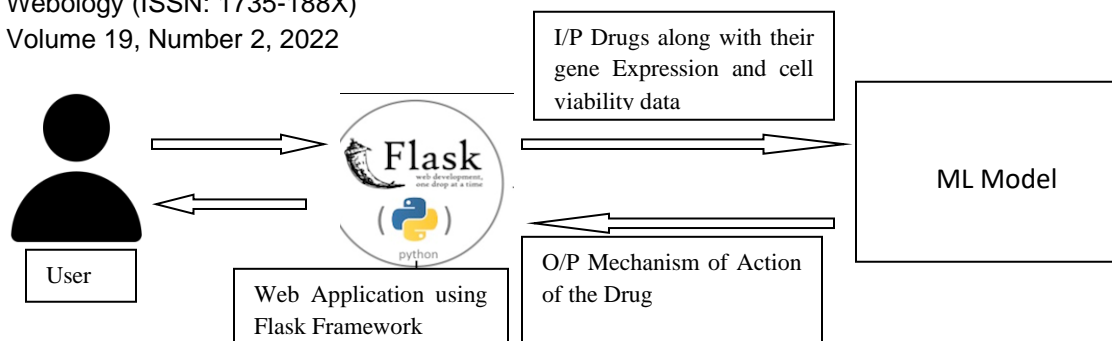 Webology (ISSN: 1735-188X)
Volume 19, Number 2, 2022
I/P Drugs along with their
gene Expression and cell
viability data
Flask
web development,
one drop at a time
python
ML Model
User
Web Application using
Flask Framework
O/P Mechanism of Action
of the Drug